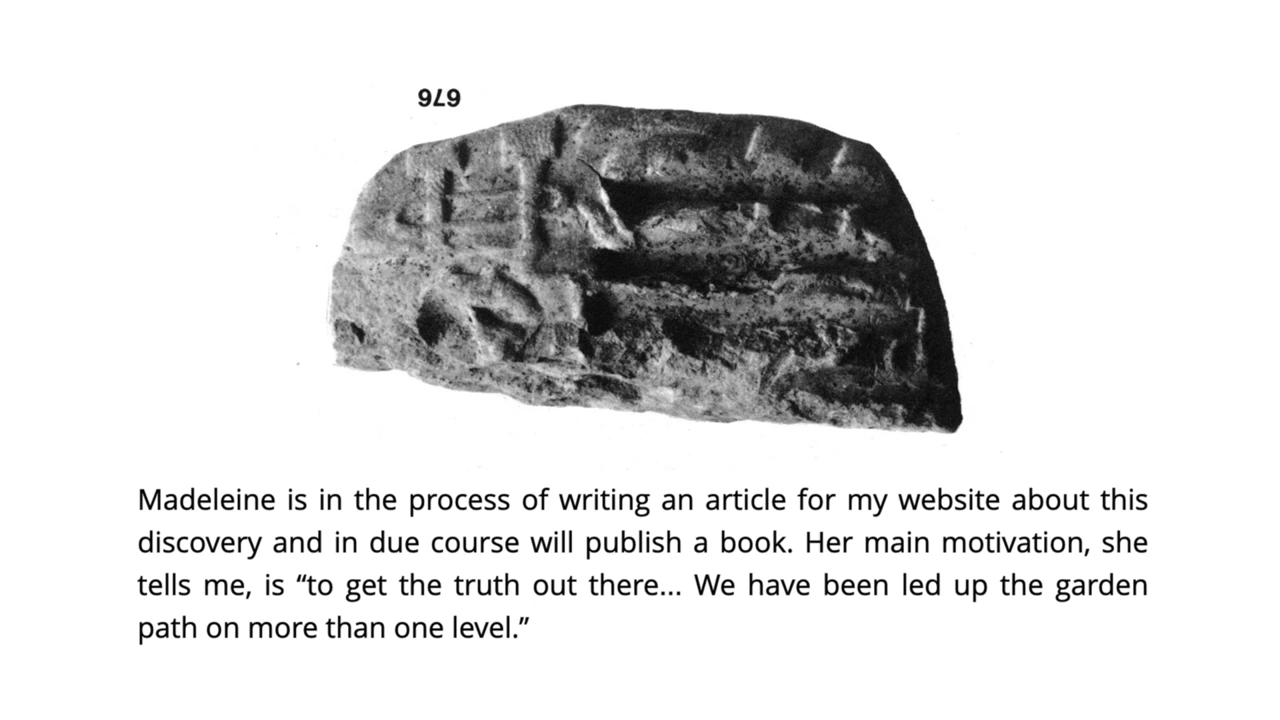 676
Madeleine is in the process of writing an article for my website about this
discovery and in due course will publish a book. Her main motivation, she
tells me, is “to get the truth out there... We have been led up the garden
path on more than one level.”